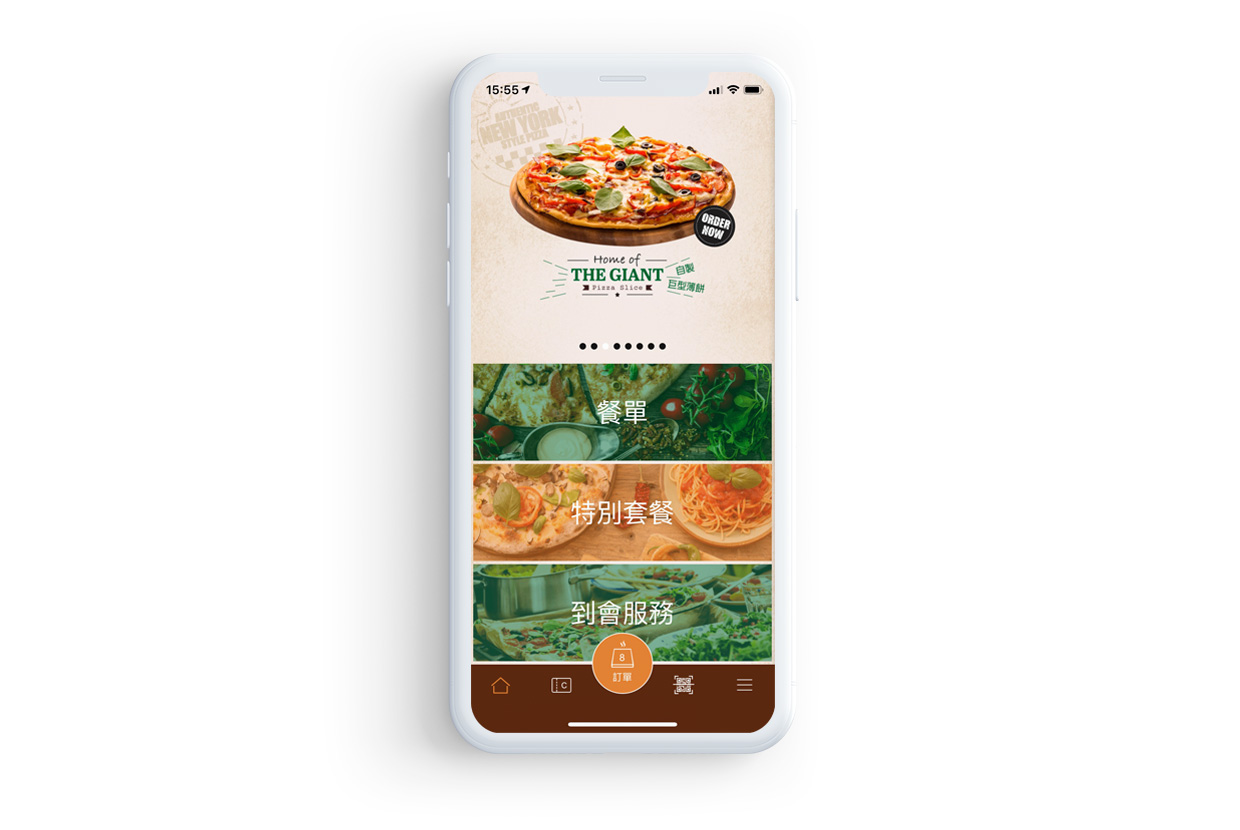 15:55
AUTHENTIC
NEW YORK
STYLE PIZZA
ORDER
NOW
Home of
THE GIANT
Pizza Slice
自製
巨型薄餅
餐單
特別套餐
到會服務
8
訂單
C